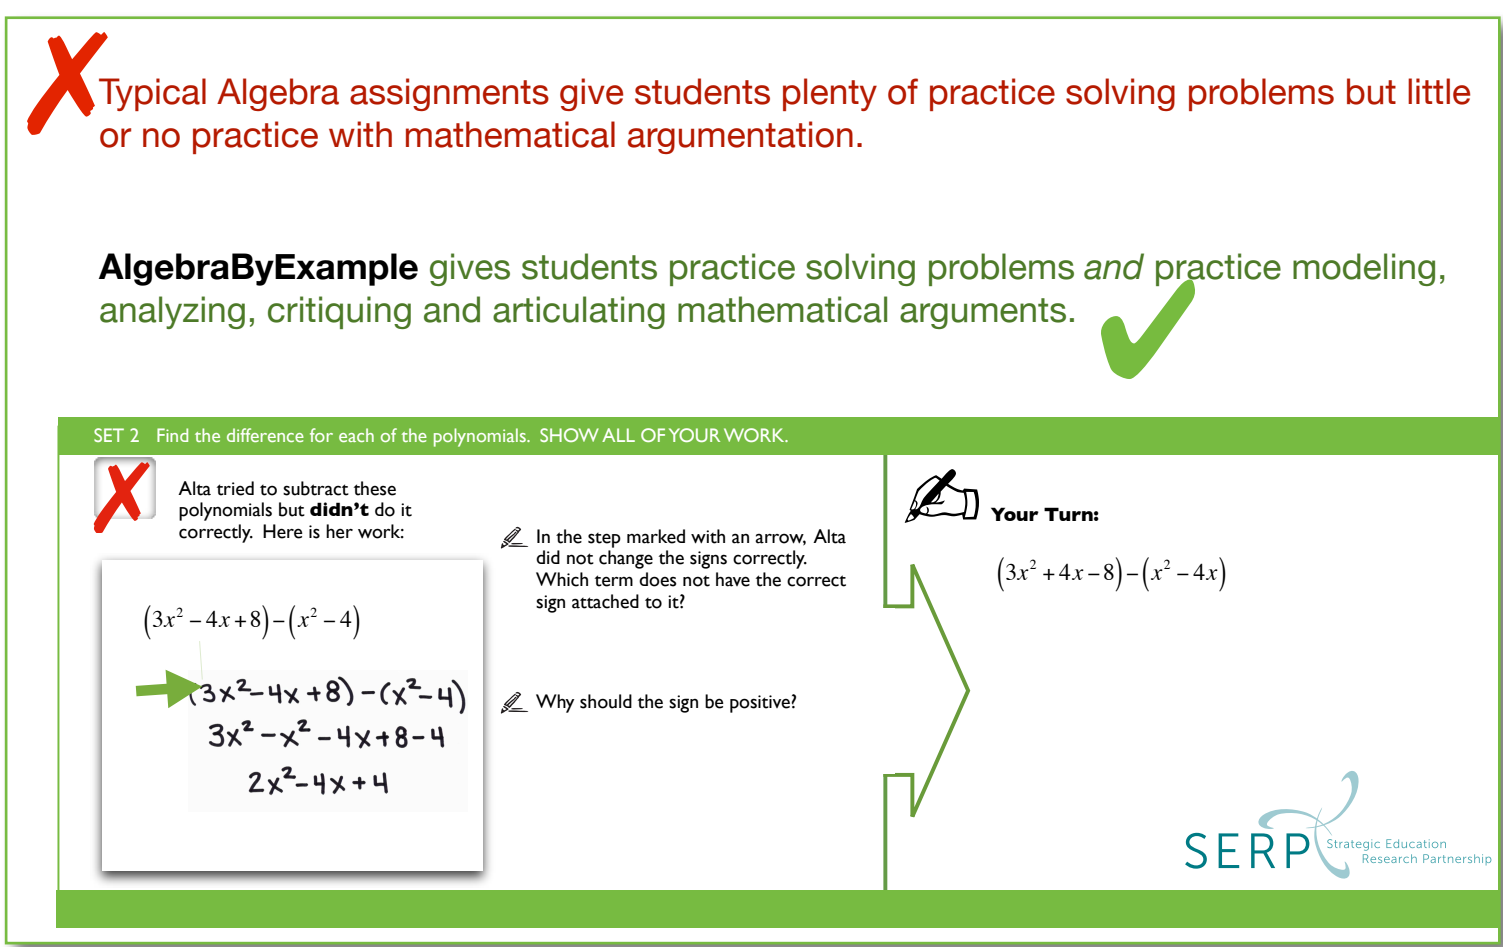 Typical Algebra assignments give students plenty of practice solving problems but little
or no practice with mathematical argumentation.
AlgebraByExample gives students practice solving problems and practice modeling,
analyzing, critiquing and articulating mathematical arguments.
SET 2 Find the difference for each of the polynomials. SHOW ALL OF YOUR WORK.
Alta tried to subtract these
polynomials but didn't do it
correctly. Here is her work:
(3x² – 4x + 8) – (x² – 4)
(3x² – 4x + 8) – (x² – 4)
3x² – x² – 4x + 8 – 4
2x² – 4x + 4
In the step marked with an arrow, Alta
did not change the signs correctly.
Which term does not have the correct
sign attached to it?
Why should the sign be positive?
Your Turn:
(3x² + 4x – 8) – (x² – 4x)
SERP
Strategic Education
Research Partnership